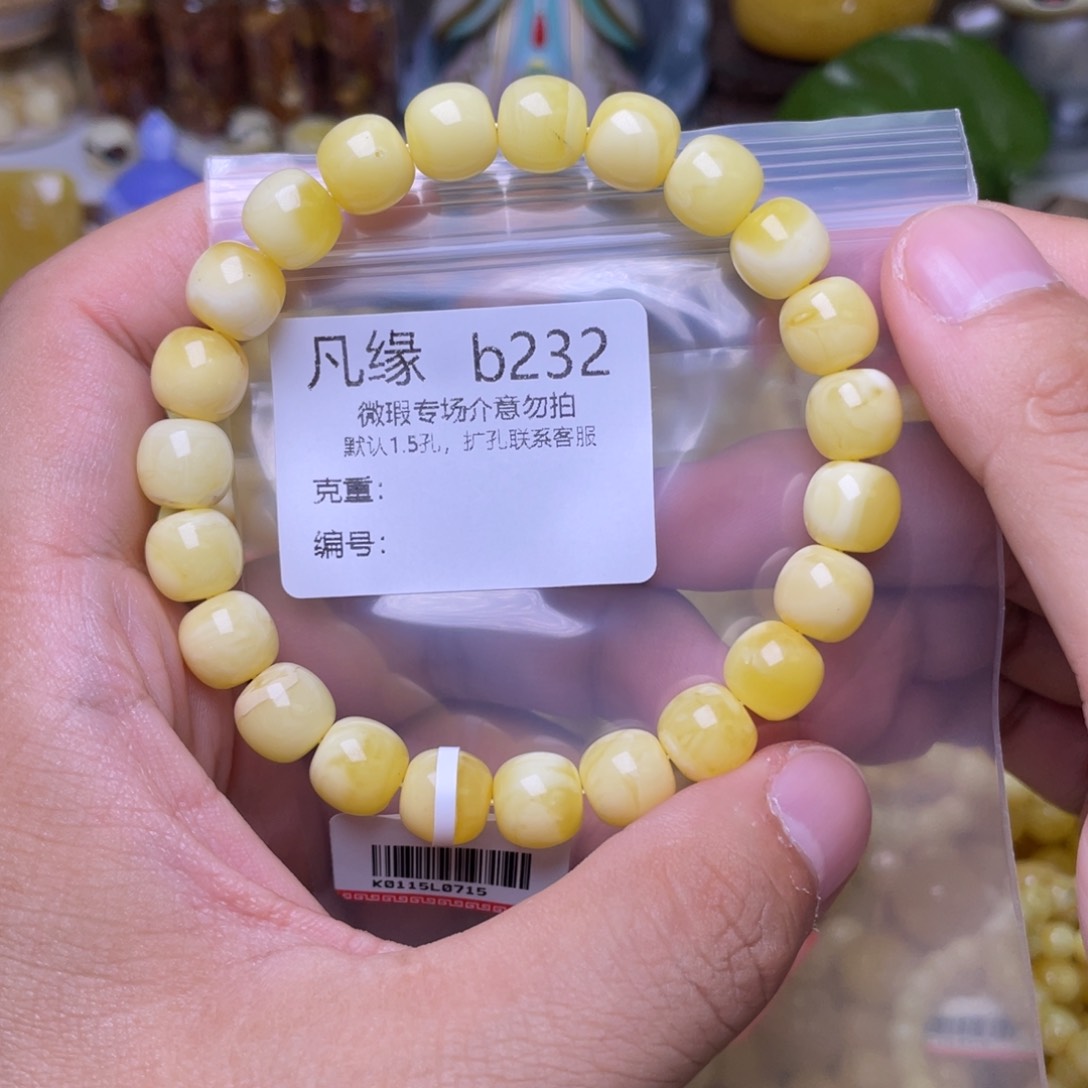 凡缘 b232
微瑕专场介意勿拍
默认1.5孔，扩孔联系客服
克重：
编号：
K0115L0715